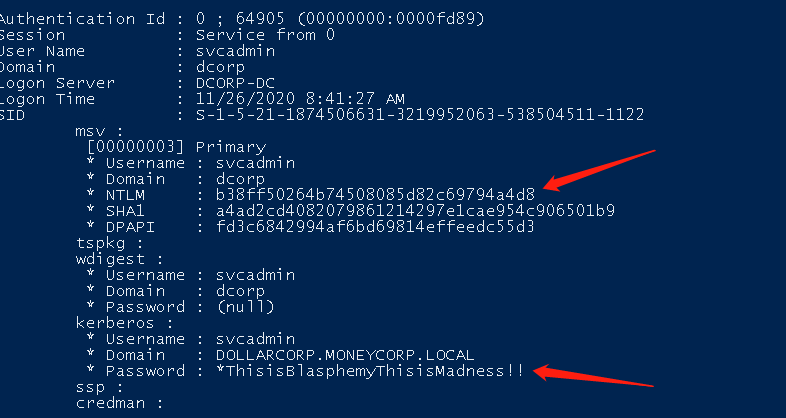 Authentication Id : 0 ; 64905 (00000000:0000fd89)
Session : Service from 0
User Name : svcadmin
Domain : dcorp
Logon Server : DCORP-DC
Logon Time : 11/26/2020 8:41:27 AM
SID : S-1-5-21-1874506631-3219952063-538504511-1122
msv :
[00000003] Primary
* Username : svcadmin
* Domain : dcorp
* NTLM : b38ff50264b74508085d82c69794a4d8
* SHA1 : a4ad2cd4082079861214297e1cae954c906501b9
* DPAPI : fd3c6842994af6bd69814effeedc55d3
tspkg :
wdigest :
* Username : svcadmin
* Domain : dcorp
* Password : (null)
kerberos :
* Username : svcadmin
* Domain : DOLLARCORP.MONEYCORP.LOCAL
* Password : *ThisisBlasphemyThisisMadness!!
ssp :
credman :